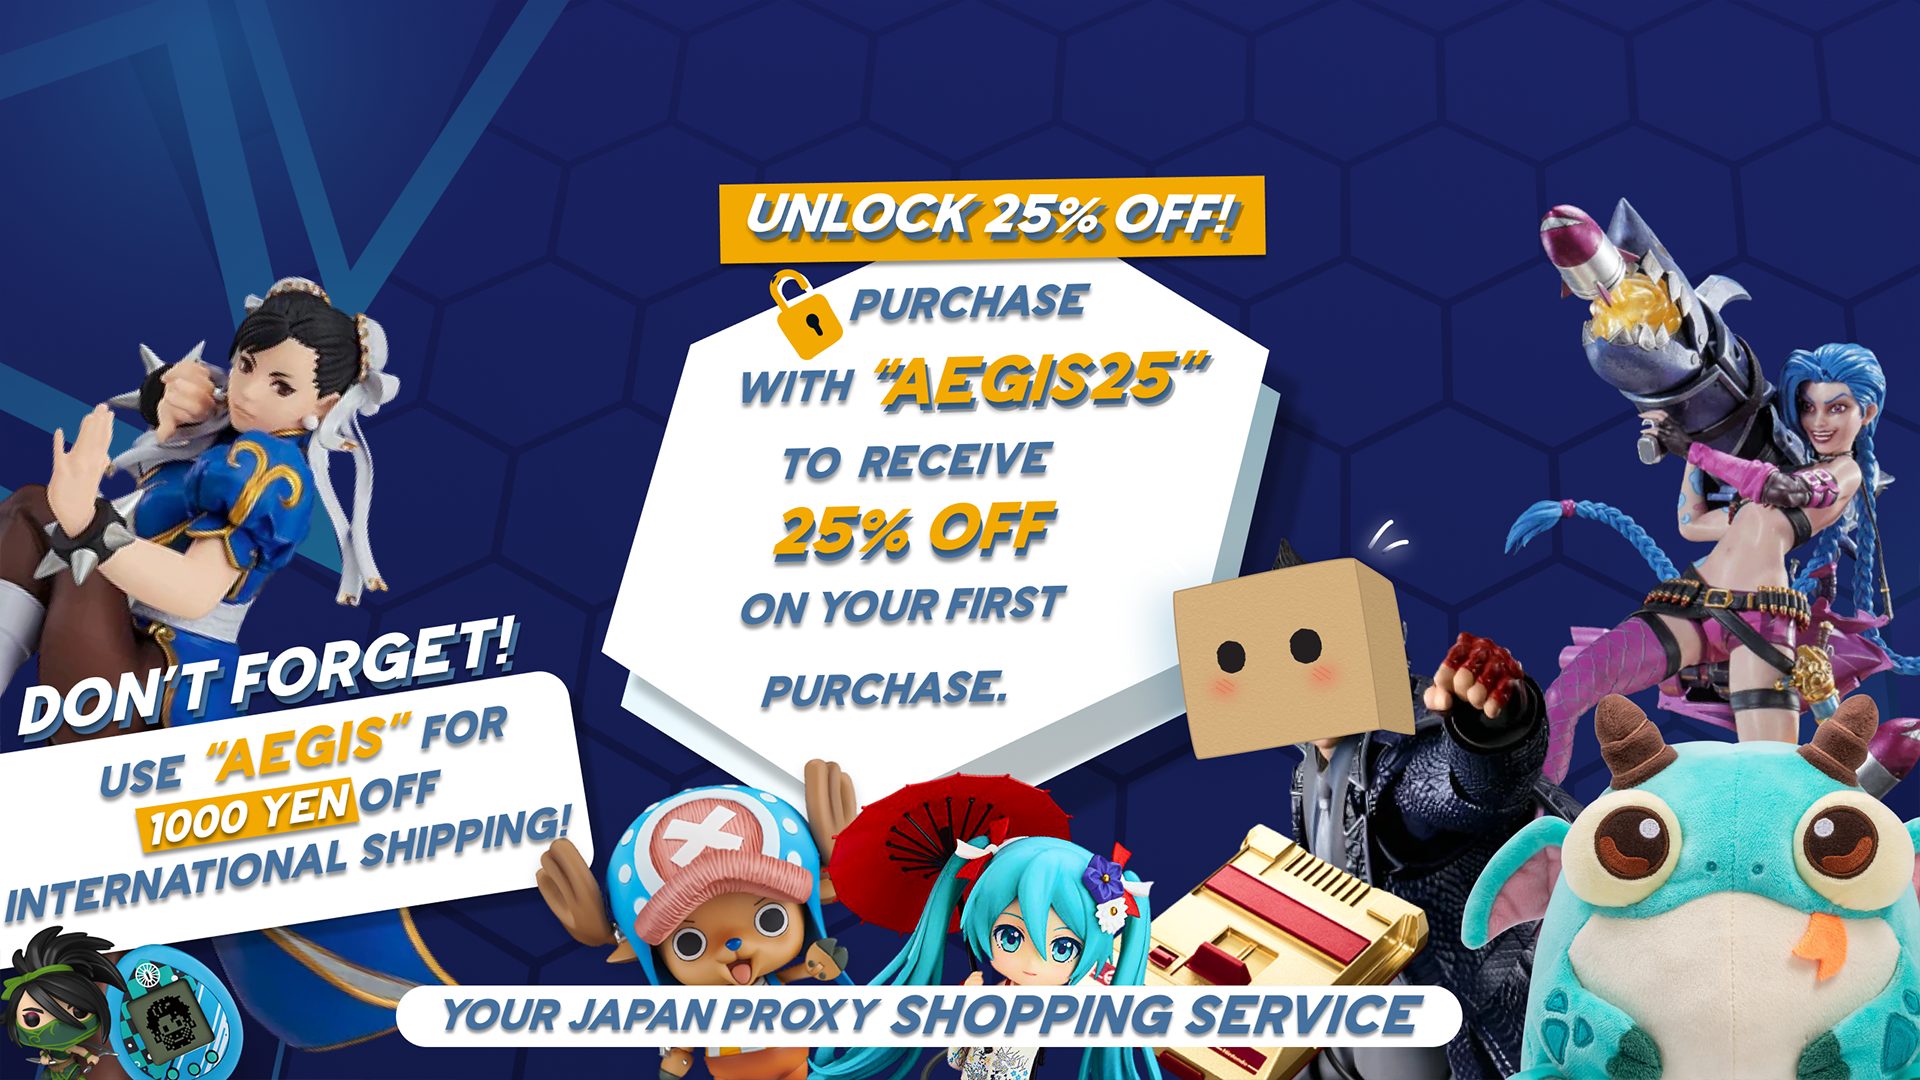 UNLOCK 25% OFF!
PURCHASE
WITH "AEGIS25"
TO RECEIVE
25% OFF
ON YOUR FIRST
PURCHASE.
DON'T FORGET!
USE "AEGIS" FOR
1000 YEN OFF
INTERNATIONAL SHIPPING!
YOUR JAPAN PROXY SHOPPING SERVICE